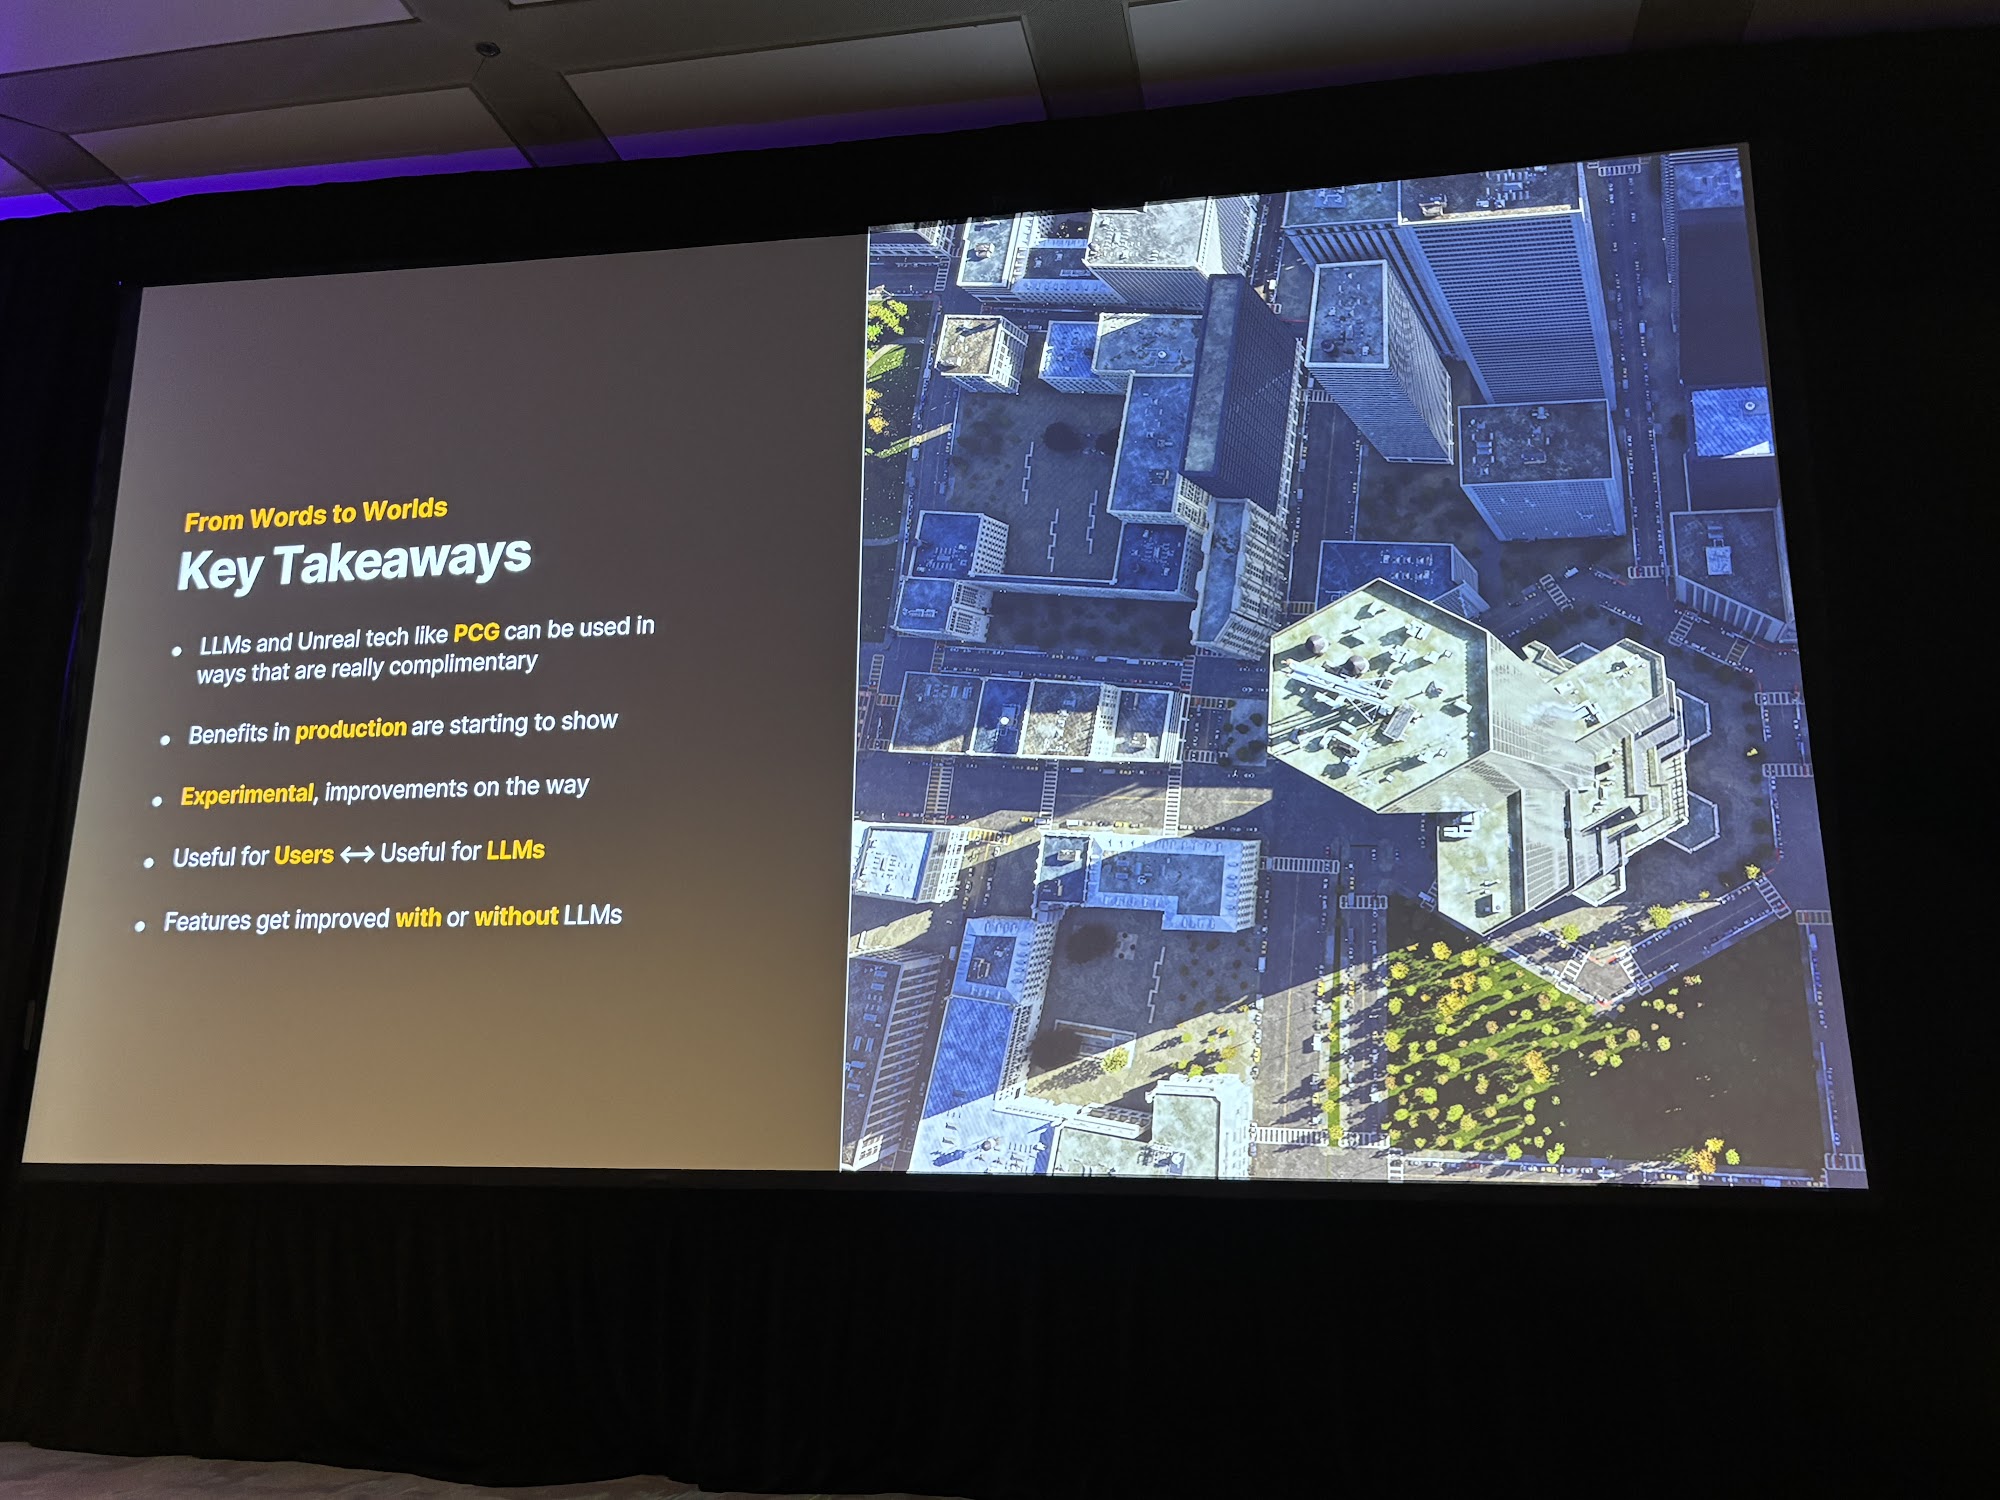 From Words to Worlds
Key Takeaways
• LLMs and Unreal tech like PCG can be used in
ways that are really complimentary
• Benefits in production are starting to show
• Experimental, improvements on the way
• Useful for Users ↔ Useful for LLMs
• Features get improved with or without LLMs